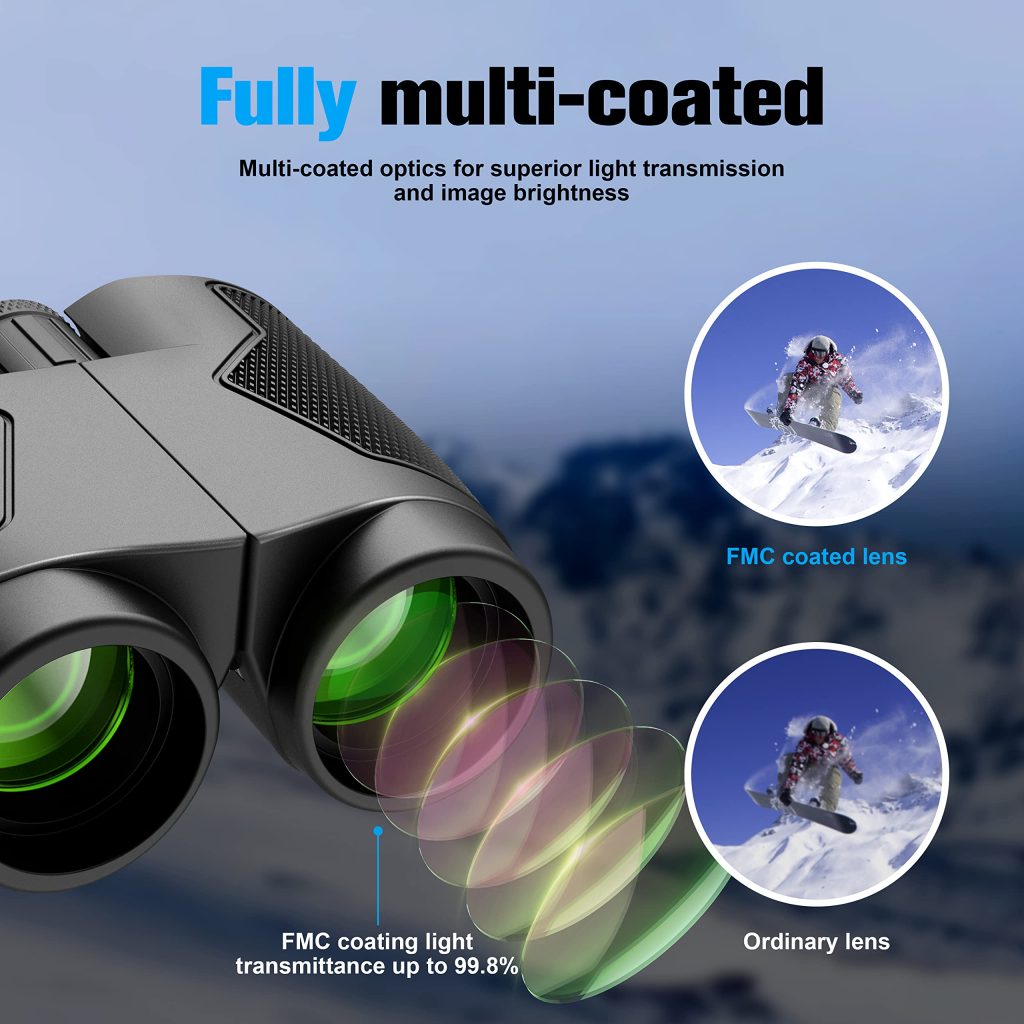 Fully multi-coated
Multi-coated optics for superior light transmission
and image brightness
FMC coated lens
FMC coating light
transmittance up to 99.8%
Ordinary lens